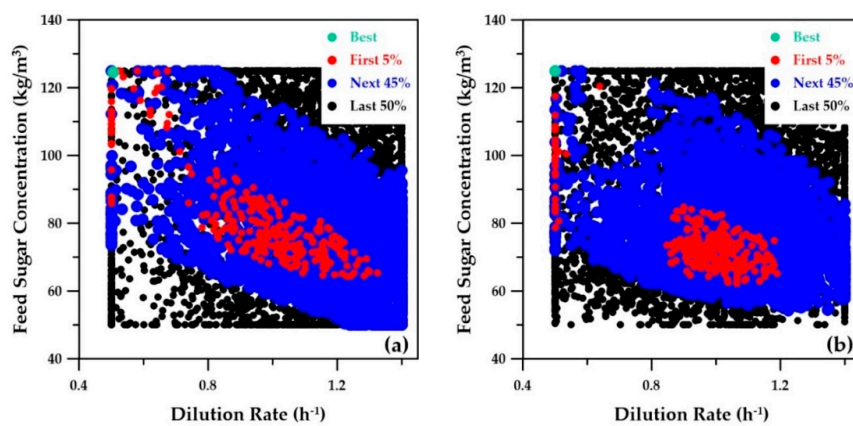 140
120
100
80
60
40
Feed Sugar Concentration (kg/m³)
Best
First 5%
Next 45%
Last 50%
(a)
0.4
0.8
1.2
Dilution Rate (h⁻¹)
140
120
100
80
60
40
Feed Sugar Concentration (kg/m³)
Best
First 5%
Next 45%
Last 50%
(b)
0.4
0.8
1.2
Dilution Rate (h⁻¹)